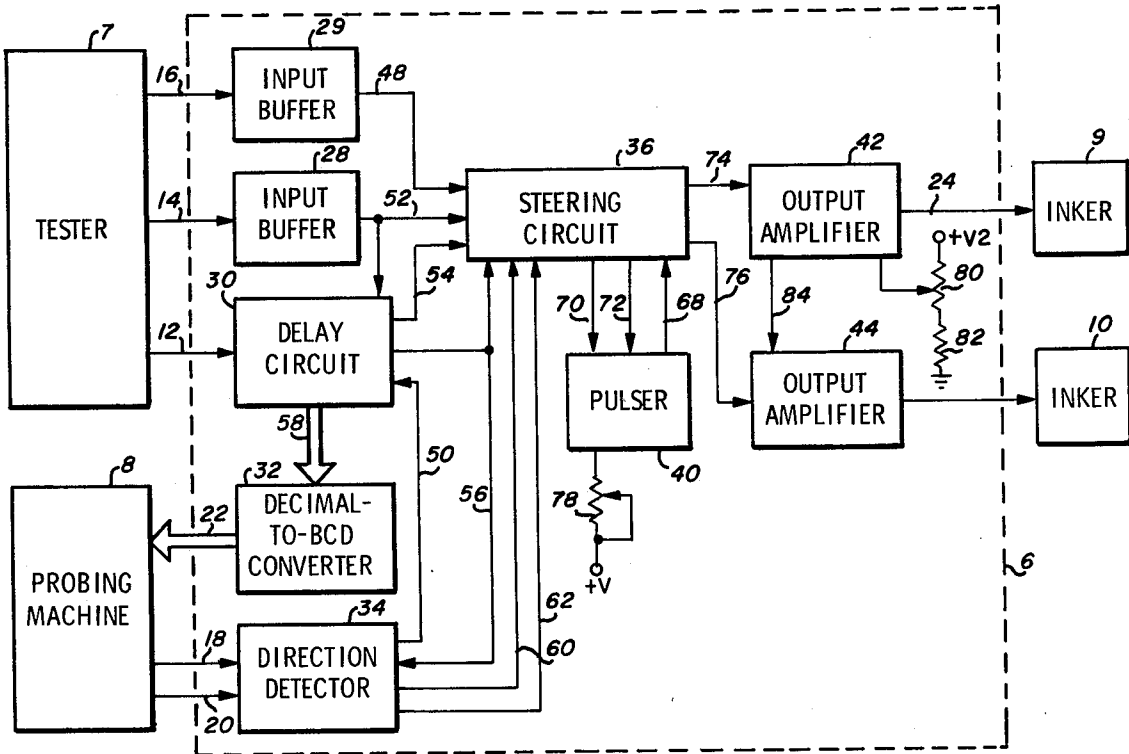 7
TESTER
16
14
12
29
INPUT
BUFFER
48
28
INPUT
BUFFER
52
54
30
DELAY
CIRCUIT
58
50
56
32
DECIMAL-
TO-BCD
CONVERTER
22
8
PROBING
MACHINE
18
20
34
DIRECTION
DETECTOR
60
62
36
STEERING
CIRCUIT
70
72
68
PULSER
40
78
+V
74
76
42
OUTPUT
AMPLIFIER
24
84
+V2
80
82
44
OUTPUT
AMPLIFIER
9
INKER
10
INKER
6